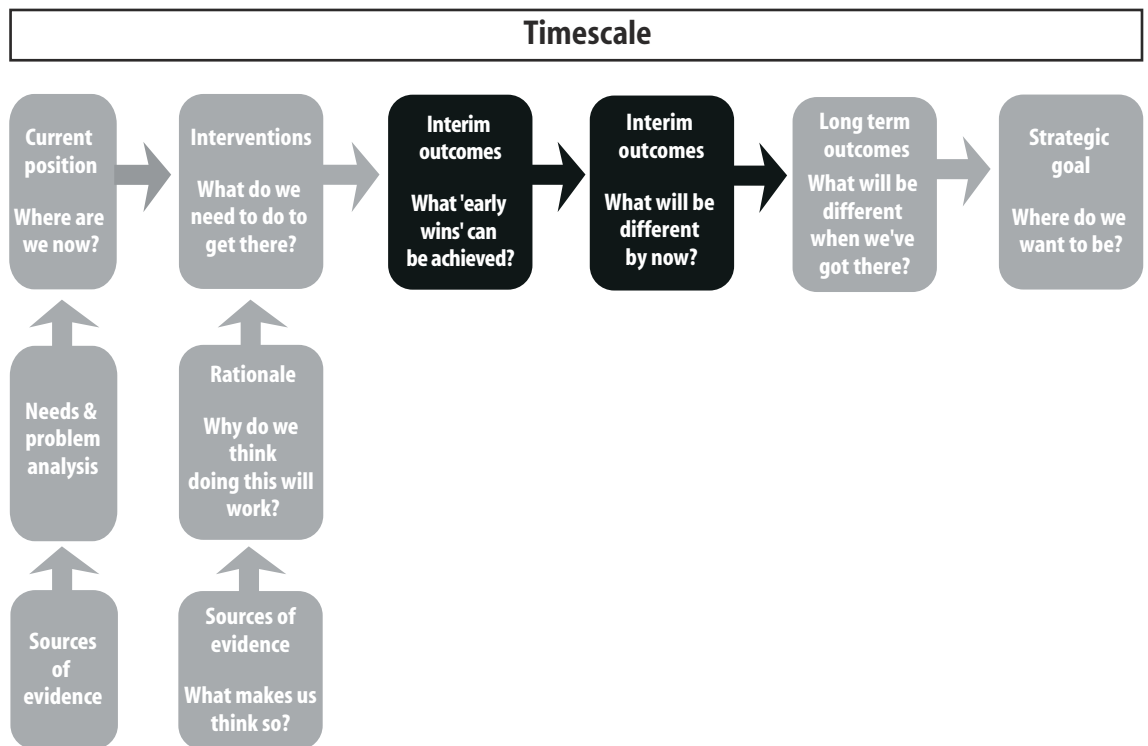 Timescale
Current
position
Where are
we now?
Interventions
What do we
need to do to
get there?
Interim
outcomes
What 'early
wins' can
be achieved?
Interim
outcomes
What will be
different
by now?
Long term
outcomes
What will be
different
when we've
got there?
Strategic
goal
Where do we
want to be?
Needs &
problem
analysis
Rationale
Why do we
think
doing this will
work?
Sources
of
evidence
Sources of
evidence
What makes us
think so?